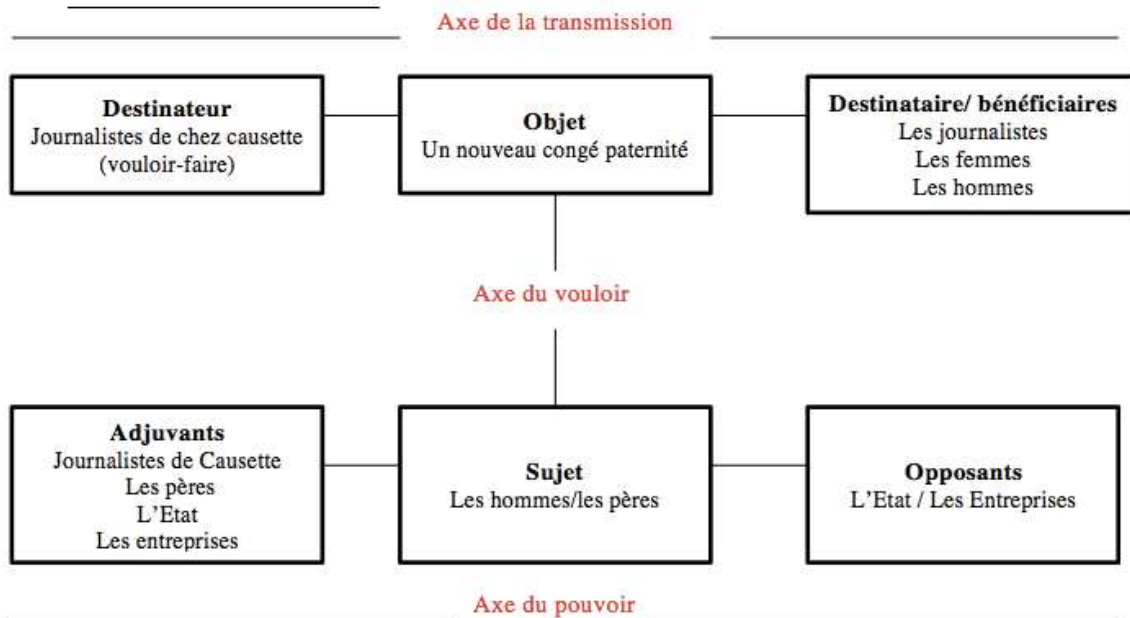 Axe de la transmission
Destinateur
Journalistes de chez causette
(vouloir-faire)
Objet
Un nouveau congé paternité
Destinataire/ bénéficiaires
Les journalistes
Les femmes
Les hommes
Axe du vouloir
Adjuvants
Journalistes de Causette
Les pères
L'Etat
Les entreprises
Sujet
Les hommes/les pères
Opposants
L'Etat / Les Entreprises
Axe du pouvoir